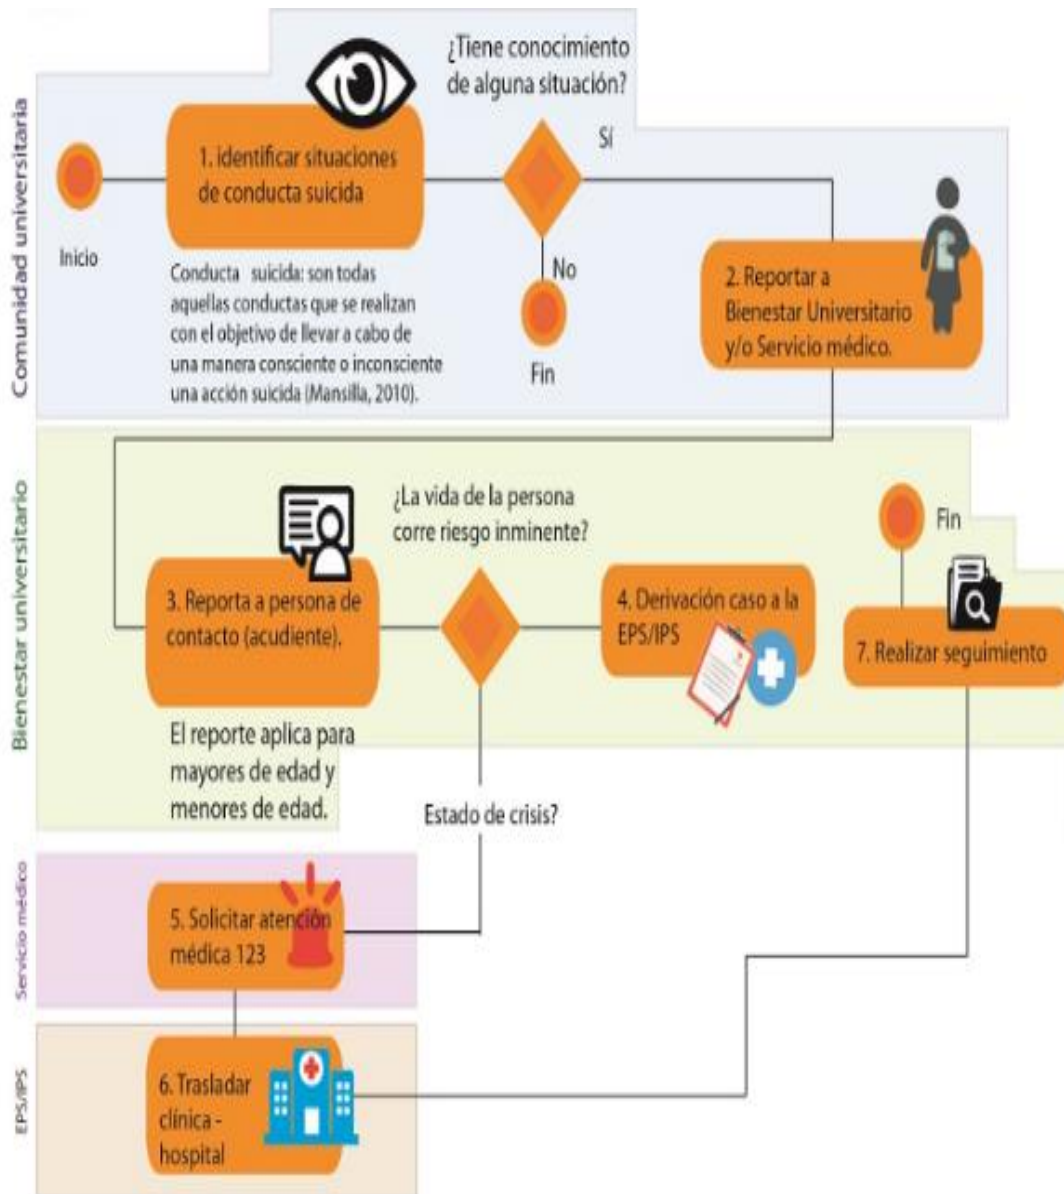 Comunidad universitaria
¿Tiene conocimiento
de alguna situación?
Sí
No
Fin
Inicio
1. identificar situaciones
de conducta suicida
Conducta suicida: son todas
aquellas conductas que se realizan
con el objetivo de llevar a cabo de
una manera consciente o inconsciente
una acción suicida (Mansilla, 2010).
2. Reportar a
Bienestar Universitario
y/o Servicio médico.
Bienestar universitario
¿La vida de la persona
corre riesgo inminente?
3. Reporta a persona de
contacto (acudiente).
El reporte aplica para
mayores de edad y
menores de edad.
4. Derivación caso a la
EPS/IPS
Fin
7. Realizar seguimiento
Estado de crisis?
Servicio médico
5. Solicitar atención
médica 123
EPS/IPS
6. Trasladar
clínica -
hospital